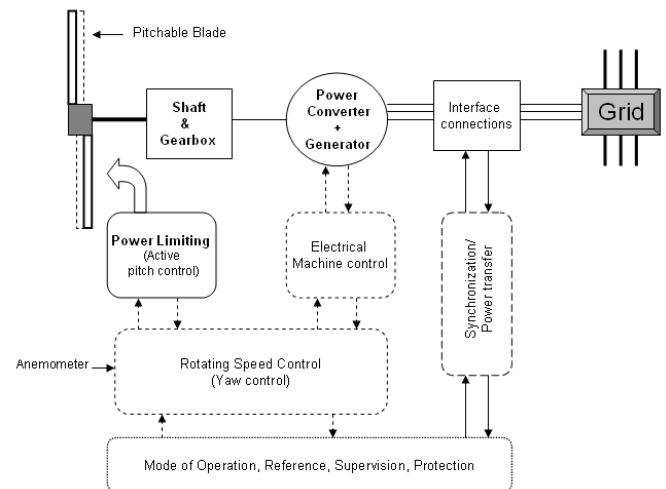 Pitchable Blade
Shaft
&
Gearbox
Power
Converter
+
Generator
Interface
connections
Grid
Power Limiting
(Active
pitch control)
Electrical
Machine control
Synchronization/
Power transfer
Anemometer
Rotating Speed Control
(Yaw control)
Mode of Operation, Reference, Supervision, Protection